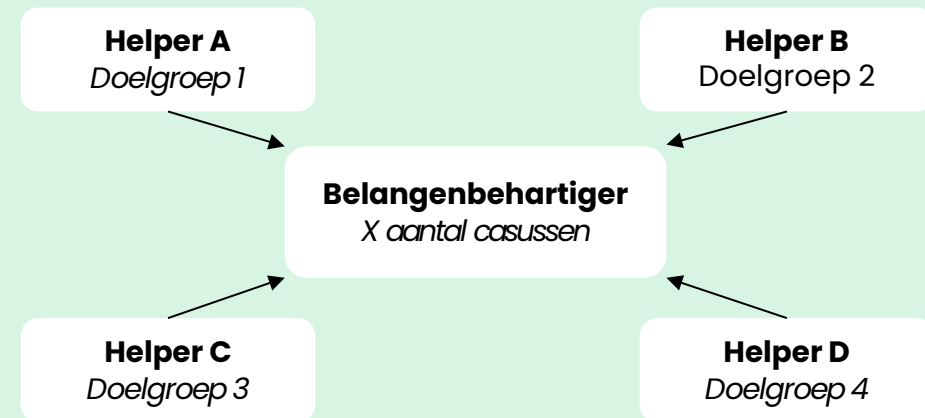 Helper A
Doelgroep 1
Helper B
Doelgroep 2
Belangenbehartiger
X aantal casussen
Helper C
Doelgroep 3
Helper D
Doelgroep 4